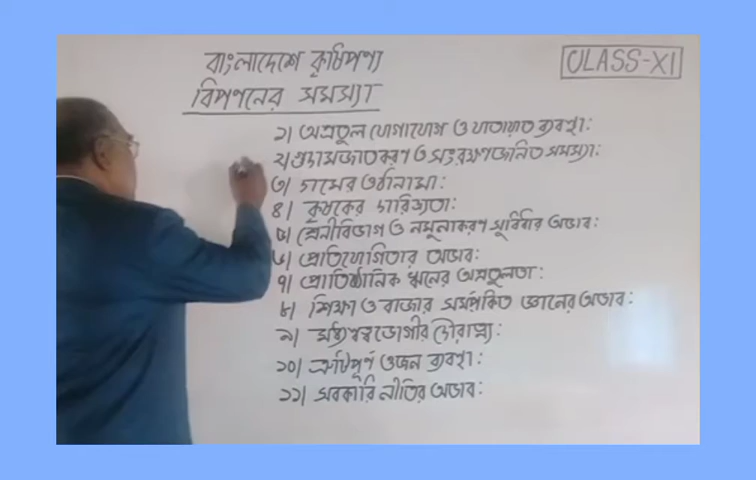 বাংলাদেশে কৃষিপণ্য
বিপণনের সমস্যা
CLASS-XI
১| অপ্রতুল যোগাযোগ ও যাতায়াত ব্যবস্থা:
২| গুদামজাতকরণ ও সংরক্ষণজনিত সমস্যা:
৩| দামের উঠানামা:
৪| কৃষকের দারিদ্র্যতা:
৫| শ্রেনীবিভাগ ও নমুনাকরণ সুবিধার অভাব:
৬| প্রতিযোগিতার অভাব:
৭| প্রাতিষ্ঠানিক ঋনের অপ্রতুলতা:
৮| শিক্ষা ও বাজার সম্পর্কিত জ্ঞানের অভাব:
৯| মধ্যস্বত্বভোগীর দৌরাত্ম্য:
১০| ত্রুটিপূর্ণ ওজন ব্যবস্থা:
১১| সরকারি নীতির অভাব: